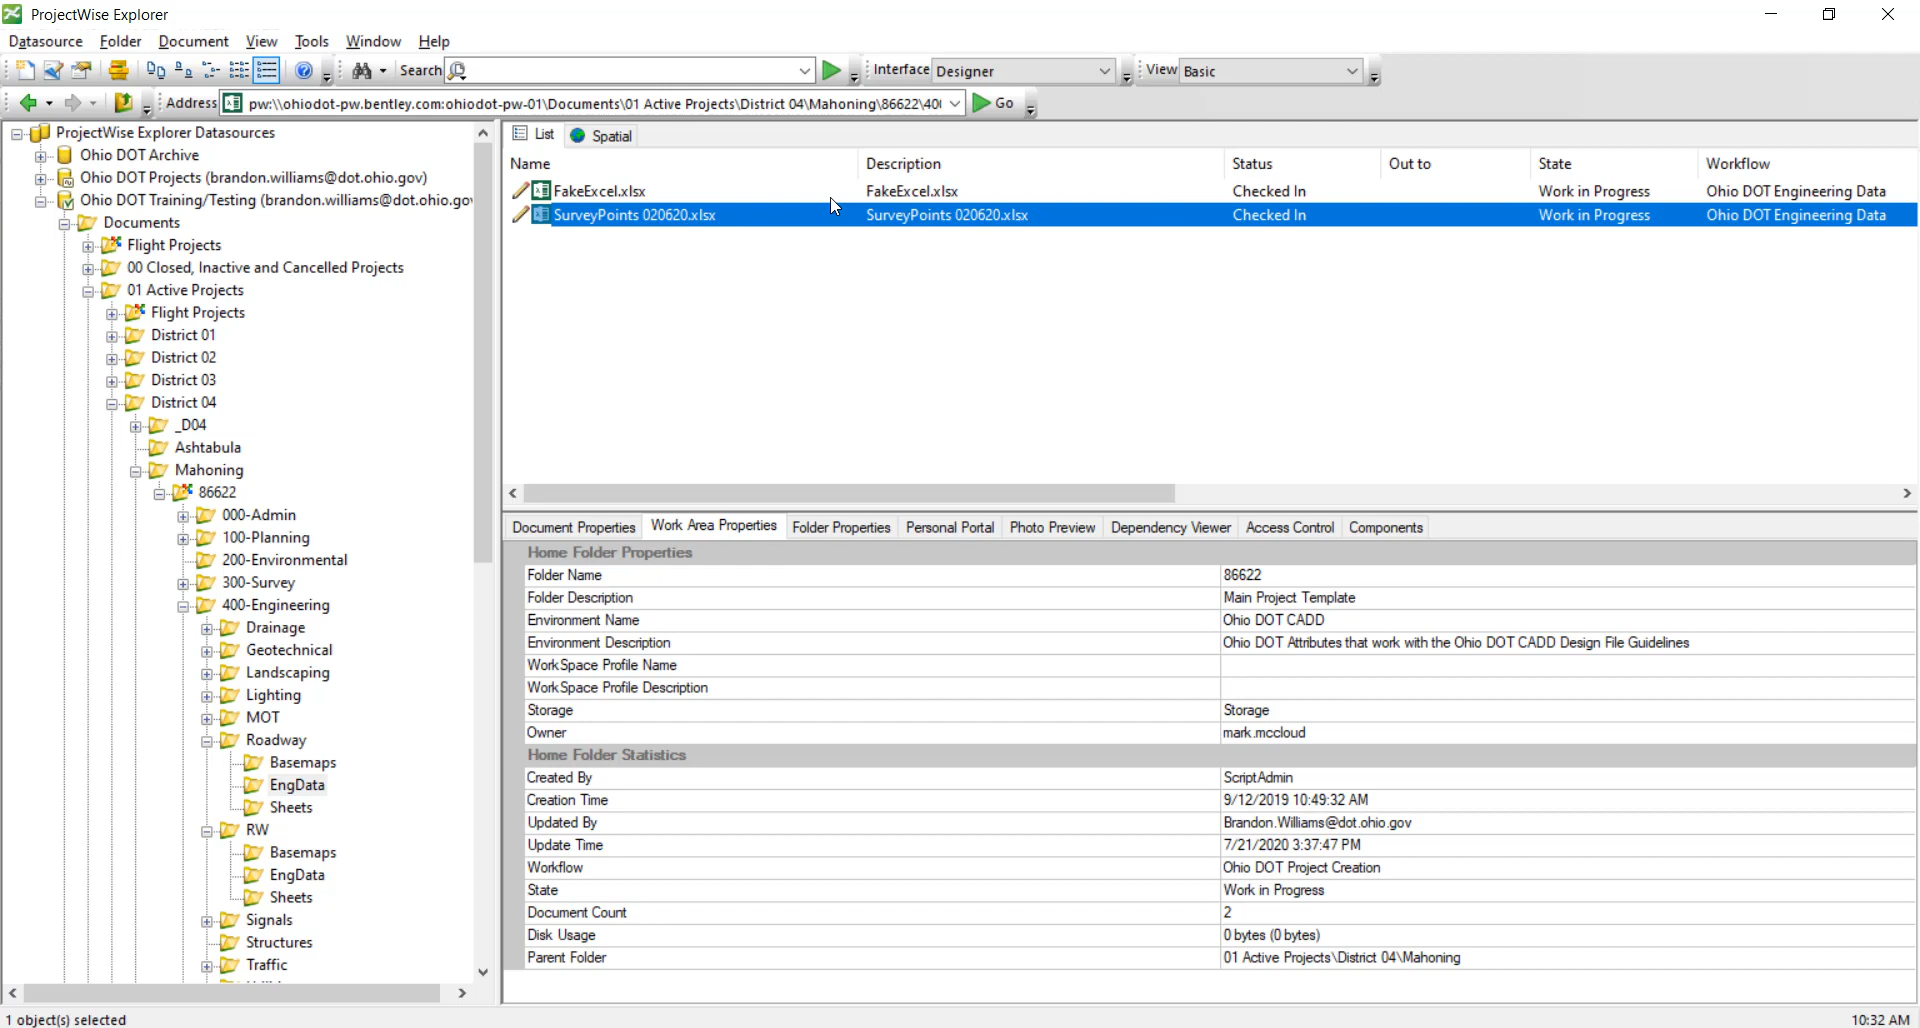 ProjectWise Explorer
Datasource Folder Document View Tools Window Help
Search Interface Designer View Basic
Address pw:\\ohiodot-pw.bentley.com:ohiodot-pw-01\Documents\01 Active Projects\District 04\Mahoning\86622\40 Go
ProjectWise Explorer Datasources
Ohio DOT Archive
Ohio DOT Projects (brandon.williams@dot.ohio.gov)
Ohio DOT Training/Testing (brandon.williams@dot.ohio.gov
Documents
Flight Projects
00 Closed, Inactive and Cancelled Projects
01 Active Projects
Flight Projects
District 01
District 02
District 03
District 04
_D04
Ashtabula
Mahoning
86622
000-Admin
100-Planning
200-Environmental
300-Survey
400-Engineering
Drainage
Geotechnical
Landscaping
Lighting
MOT
Roadway
Basemaps
EngData
Sheets
RW
Basemaps
EngData
Sheets
Signals
Structures
Traffic
List Spatial
Name Description Status Out to State Workflow
FakeExcel.xlsx FakeExcel.xlsx Checked In Work in Progress Ohio DOT Engineering Data
SurveyPoints 020620.xlsx SurveyPoints 020620.xlsx Checked In Work in Progress Ohio DOT Engineering Data
Document Properties Work Area Properties Folder Properties Personal Portal Photo Preview Dependency Viewer Access Control Components
Home Folder Properties
Folder Name 86622
Folder Description Main Project Template
Environment Name Ohio DOT CADD
Environment Description Ohio DOT Attributes that work with the Ohio DOT CADD Design File Guidelines
WorkSpace Profile Name
WorkSpace Profile Description
Storage Storage
Owner mark.mccloud
Home Folder Statistics
Created By ScriptAdmin
Creation Time 9/12/2019 10:49:32 AM
Updated By Brandon.Williams@dot.ohio.gov
Update Time 7/21/2020 3:37:47 PM
Workflow Ohio DOT Project Creation
State Work in Progress
Document Count 2
Disk Usage 0 bytes (0 bytes)
Parent Folder 01 Active Projects\District 04\Mahoning
1 object(s) selected 10:32 AM